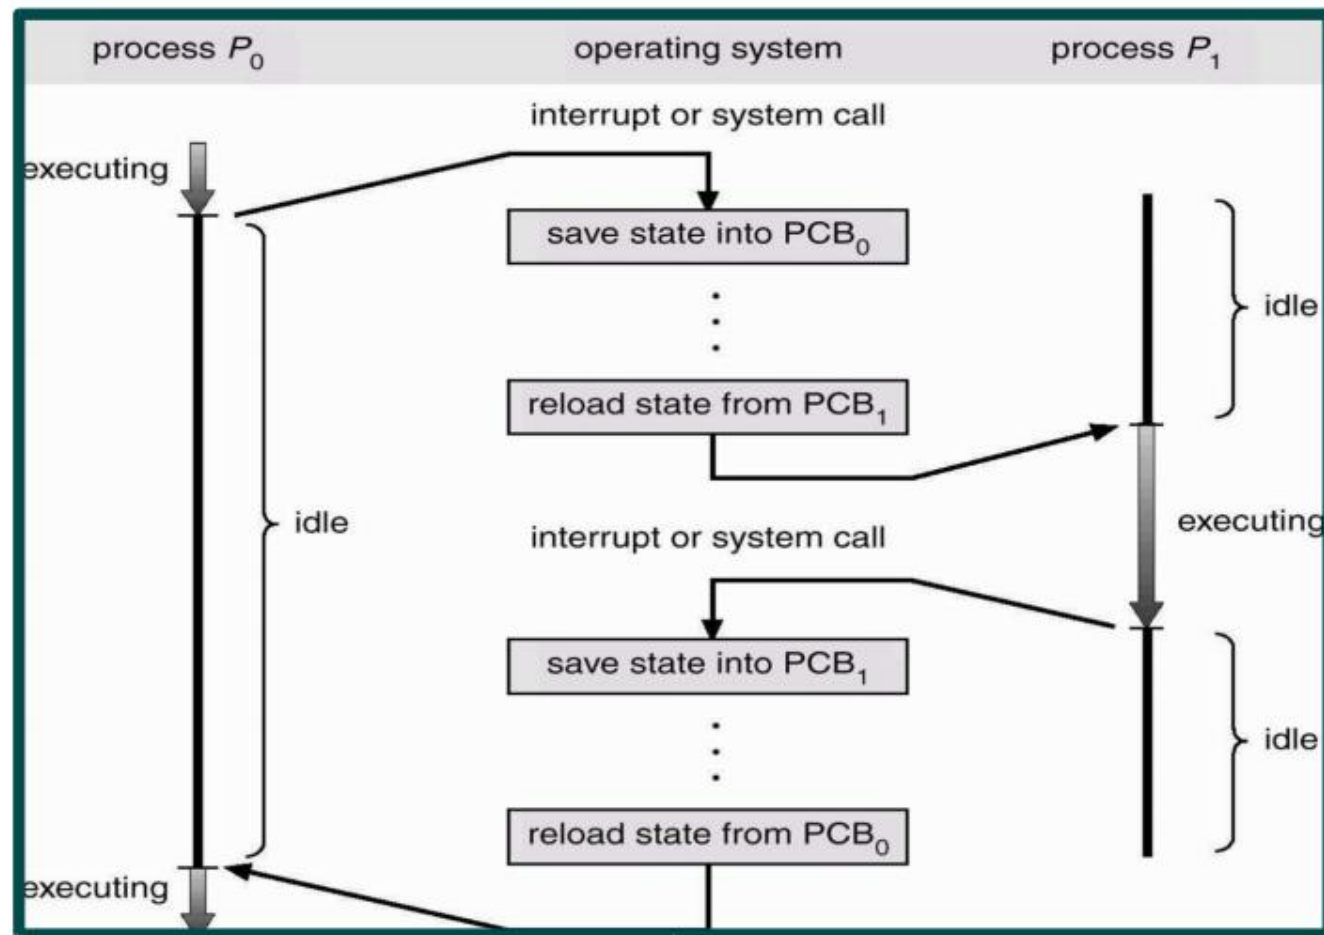 process P₀ operating system process P₁
interrupt or system call
executing
save state into PCB₀
idle
reload state from PCB₁
idle
interrupt or system call
executing
save state into PCB₁
idle
reload state from PCB₀
executing